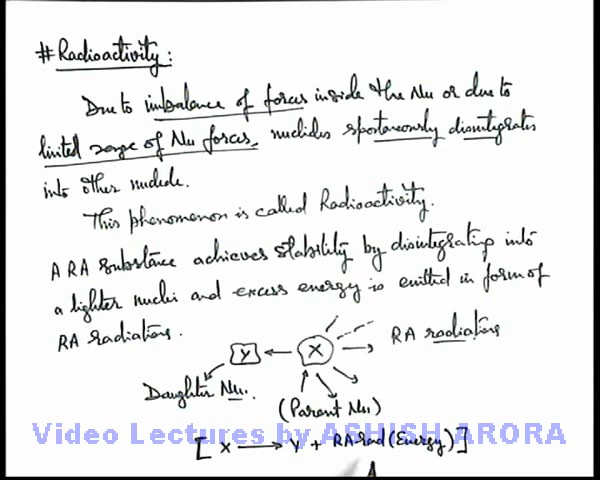 # Radioactivity:
Due to imbalance of forces inside the Nu or due to
limited range of Nu forces, nuclides spontaneously disintegrates
into other nuclide.
This phenomenon is called Radioactivity.
A RA substance achieves stability by disintegrating into
a lighter nuclei and excess energy is emitted in form of
RA radiations.
Y ← X → RA radiations
Daughter Nu.
(Parent Nu)
Video Lectures by ASHISH ARORA
[ X → Y + RA rad (Energy) ]